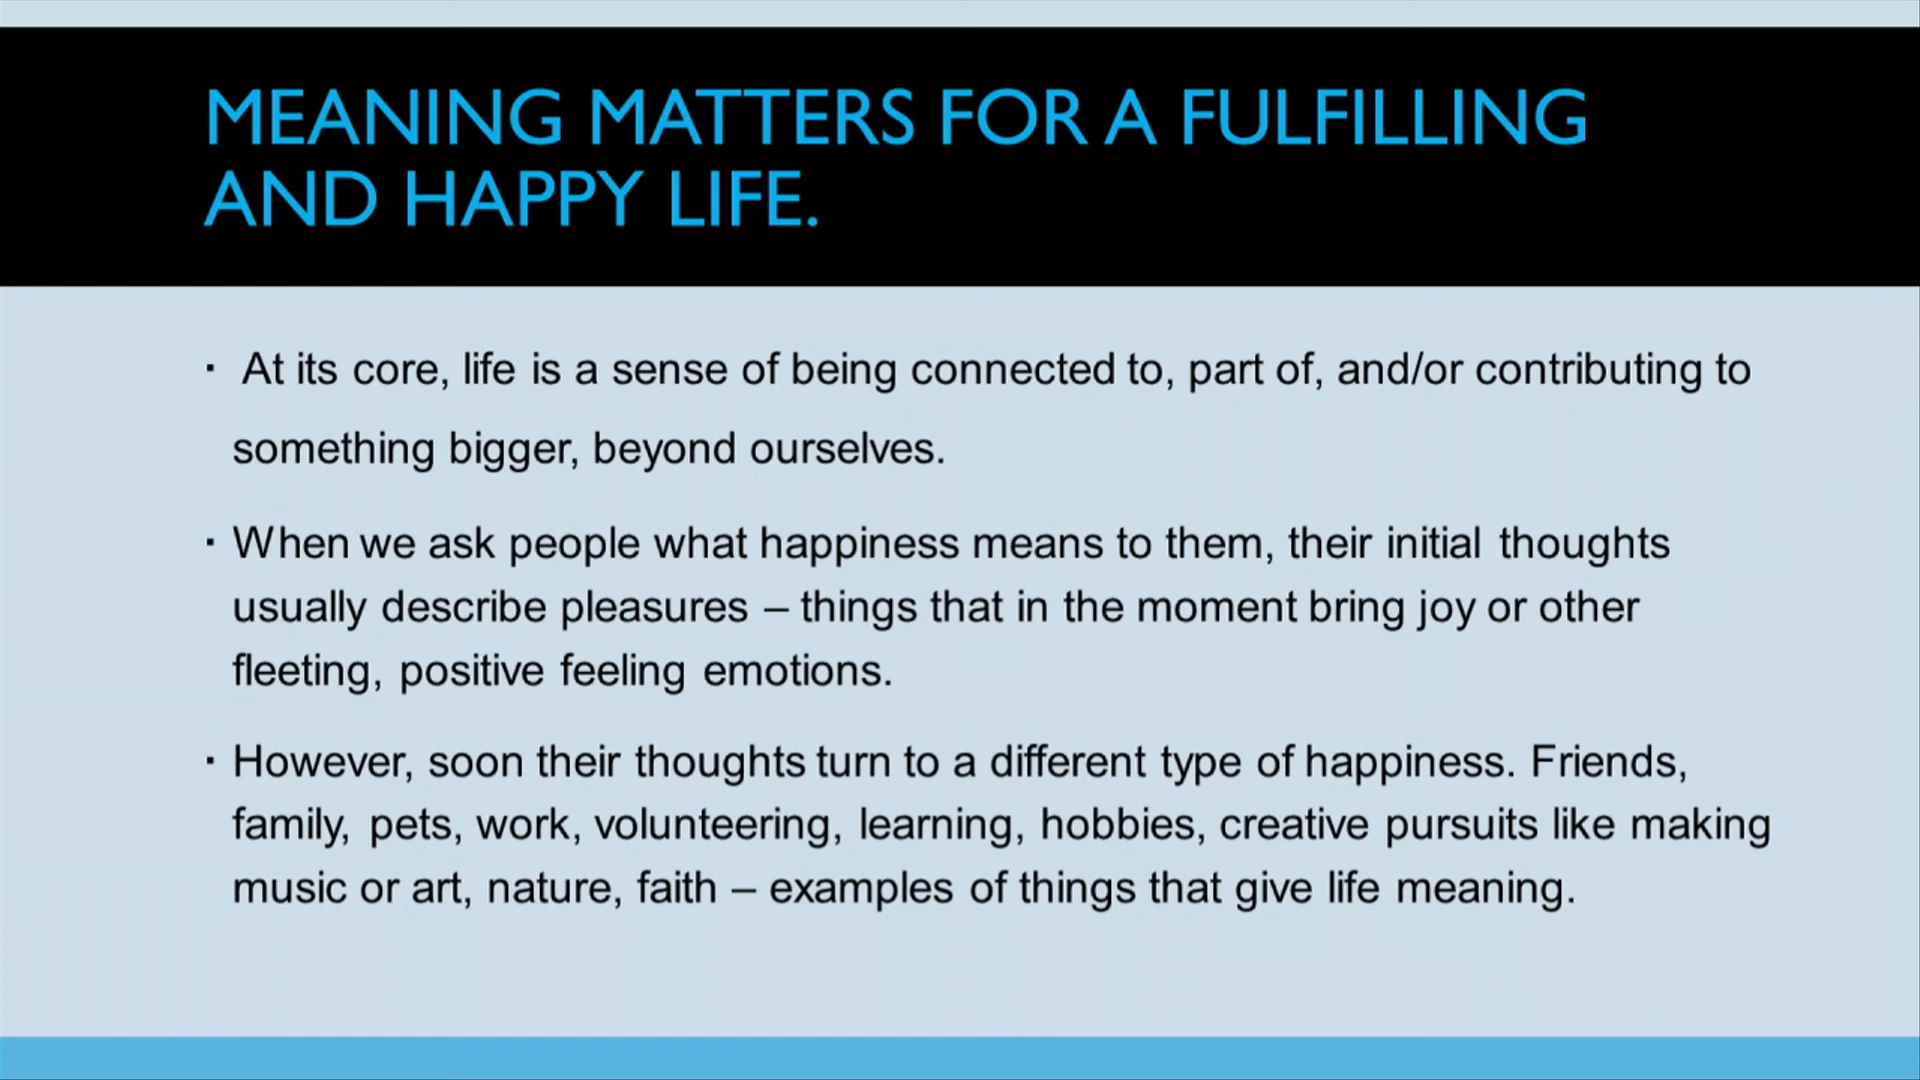 MEANING MATTERS FOR A FULFILLING
AND HAPPY LIFE.
▪ At its core, life is a sense of being connected to, part of, and/or contributing to
something bigger, beyond ourselves.
▪ When we ask people what happiness means to them, their initial thoughts
usually describe pleasures – things that in the moment bring joy or other
fleeting, positive feeling emotions.
▪ However, soon their thoughts turn to a different type of happiness. Friends,
family, pets, work, volunteering, learning, hobbies, creative pursuits like making
music or art, nature, faith – examples of things that give life meaning.